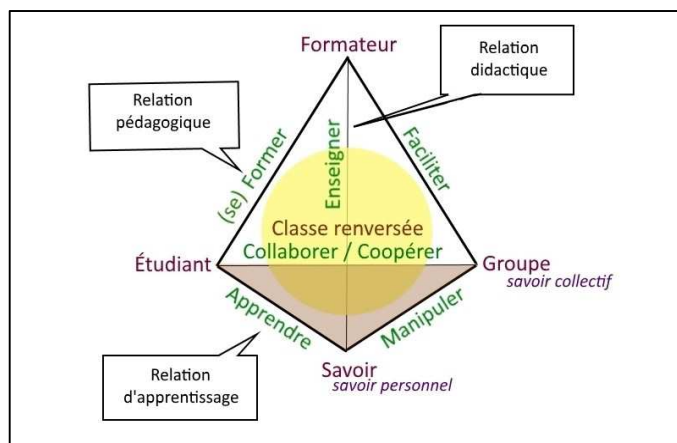 Formateur
Relation
didactique
Relation
pédagogique
(se) Former
Enseigner
Faciliter
Classe renversée
Collaborer / Coopérer
Étudiant
Groupe
savoir collectif
Apprendre
Manipuler
Savoir
savoir personnel
Relation
d'apprentissage